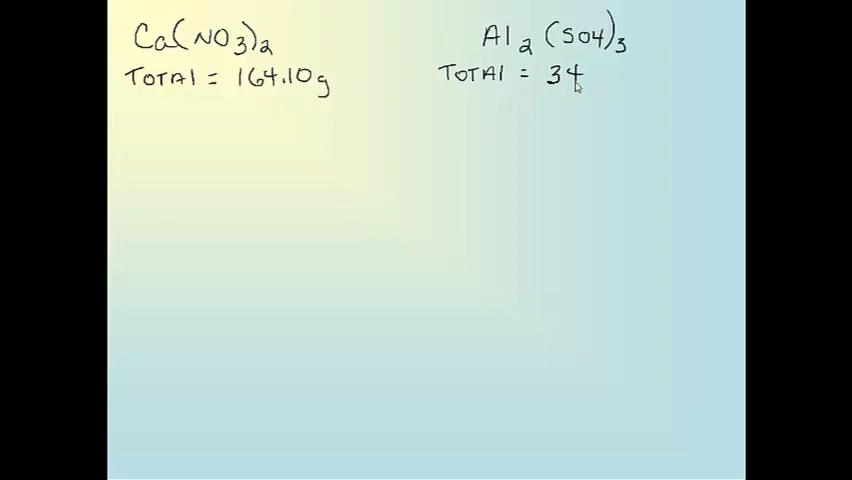 Ca(NO3)2
TOTAl = 164.10g
Al2(SO4)3
TOTAl = 34